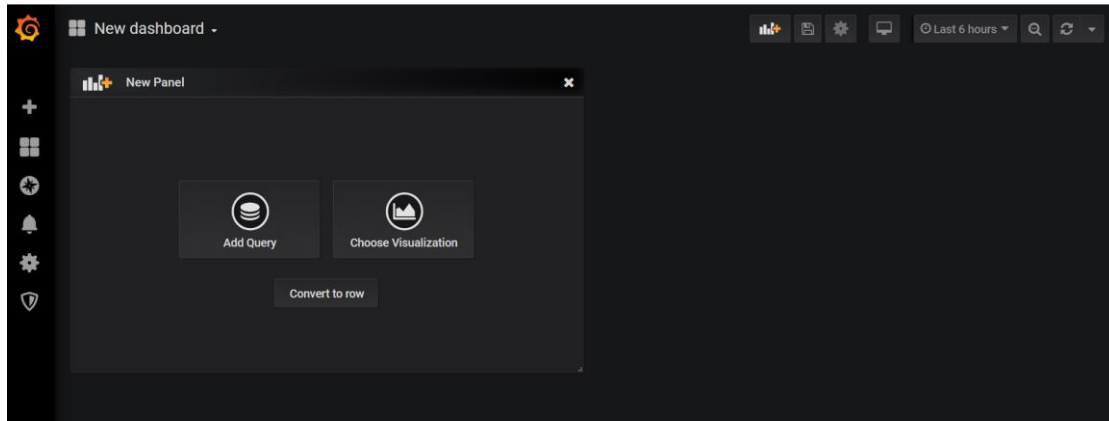 New dashboard
Last 6 hours
New Panel
Add Query
Choose Visualization
Convert to row